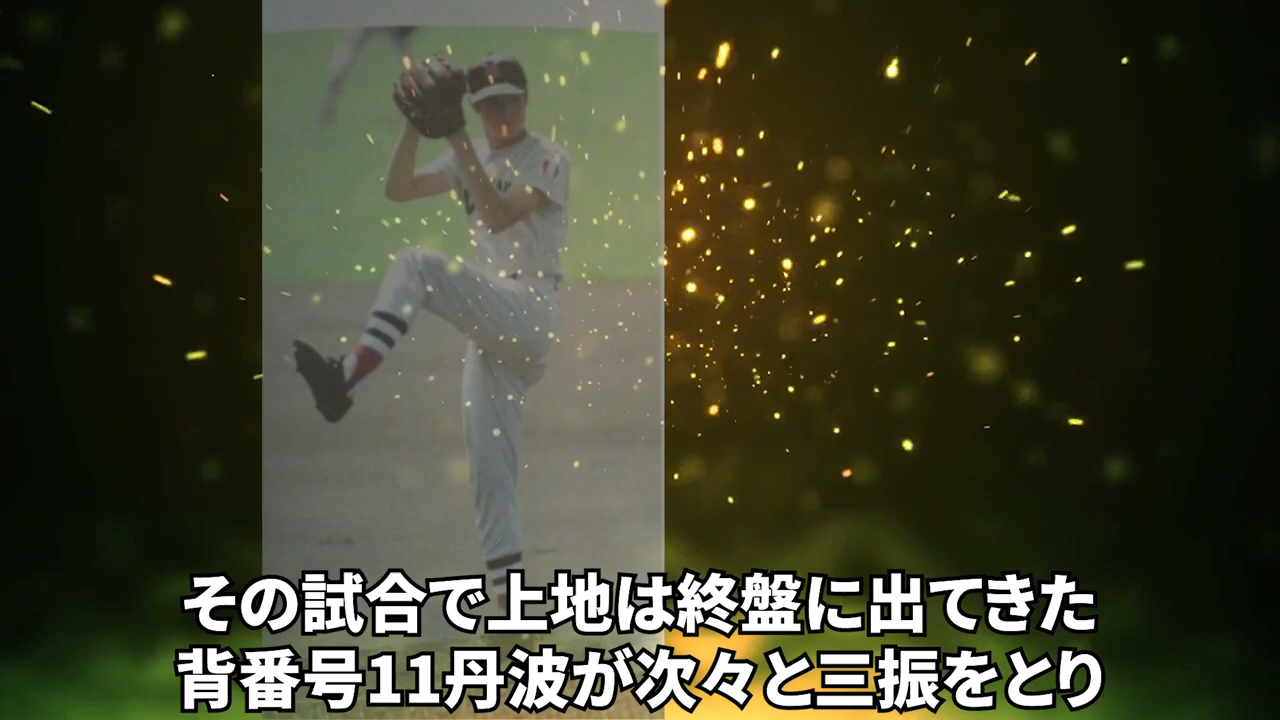 その試合で上地は終盤に出てきた
背番号11丹波が次々と三振をとり